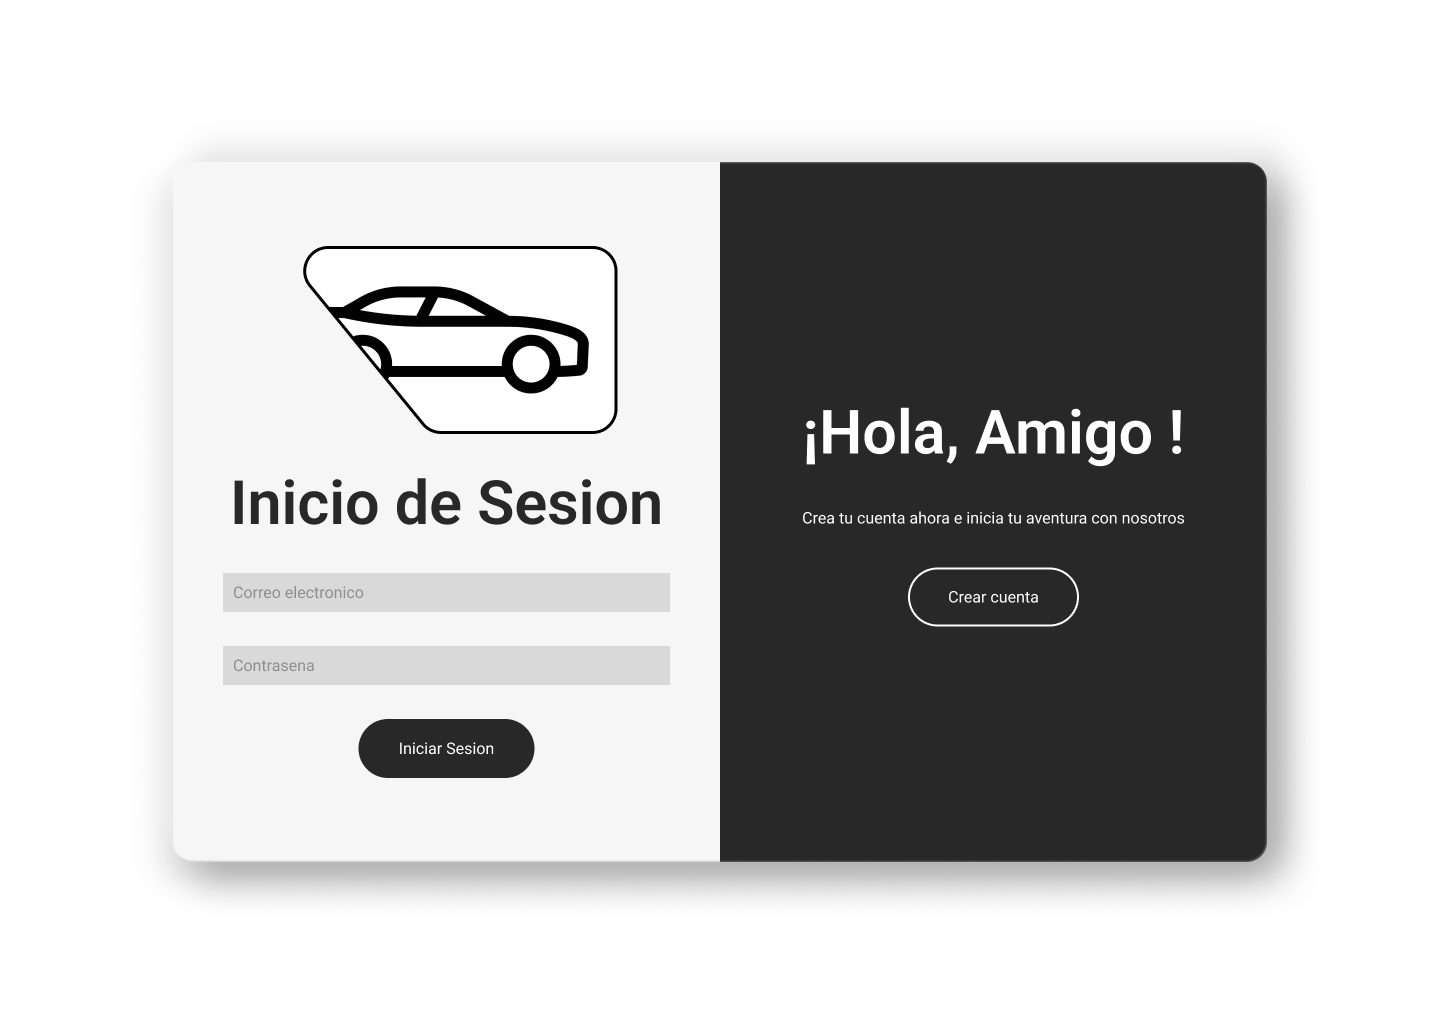 Inicio de Sesion
Correo electronico
Contrasena
Iniciar Sesion
¡Hola, Amigo !
Crea tu cuenta ahora e inicia tu aventura con nosotros
Crear cuenta